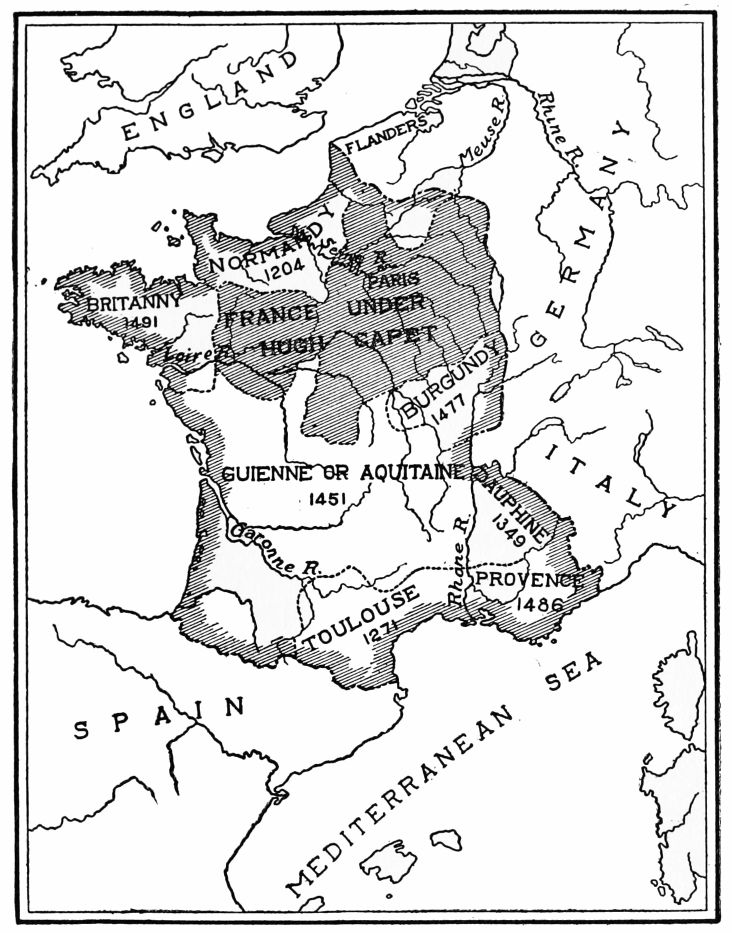 ENGLAND
FLANDERS
Meuse R.
Rhine R.
GERMANY
NORMANDY
1204
Seine R.
PARIS
BRITANNY
1491
FRANCE UNDER
HUGH CAPET
Loire R.
BURGUNDY
1477
ITALY
GUIENNE OR AQUITAINE
1451
DAUPHINE
1349
Garonne R.
Rhone R.
PROVENCE
1486
TOULOUSE
1271
SPAIN
MEDITERRANEAN SEA